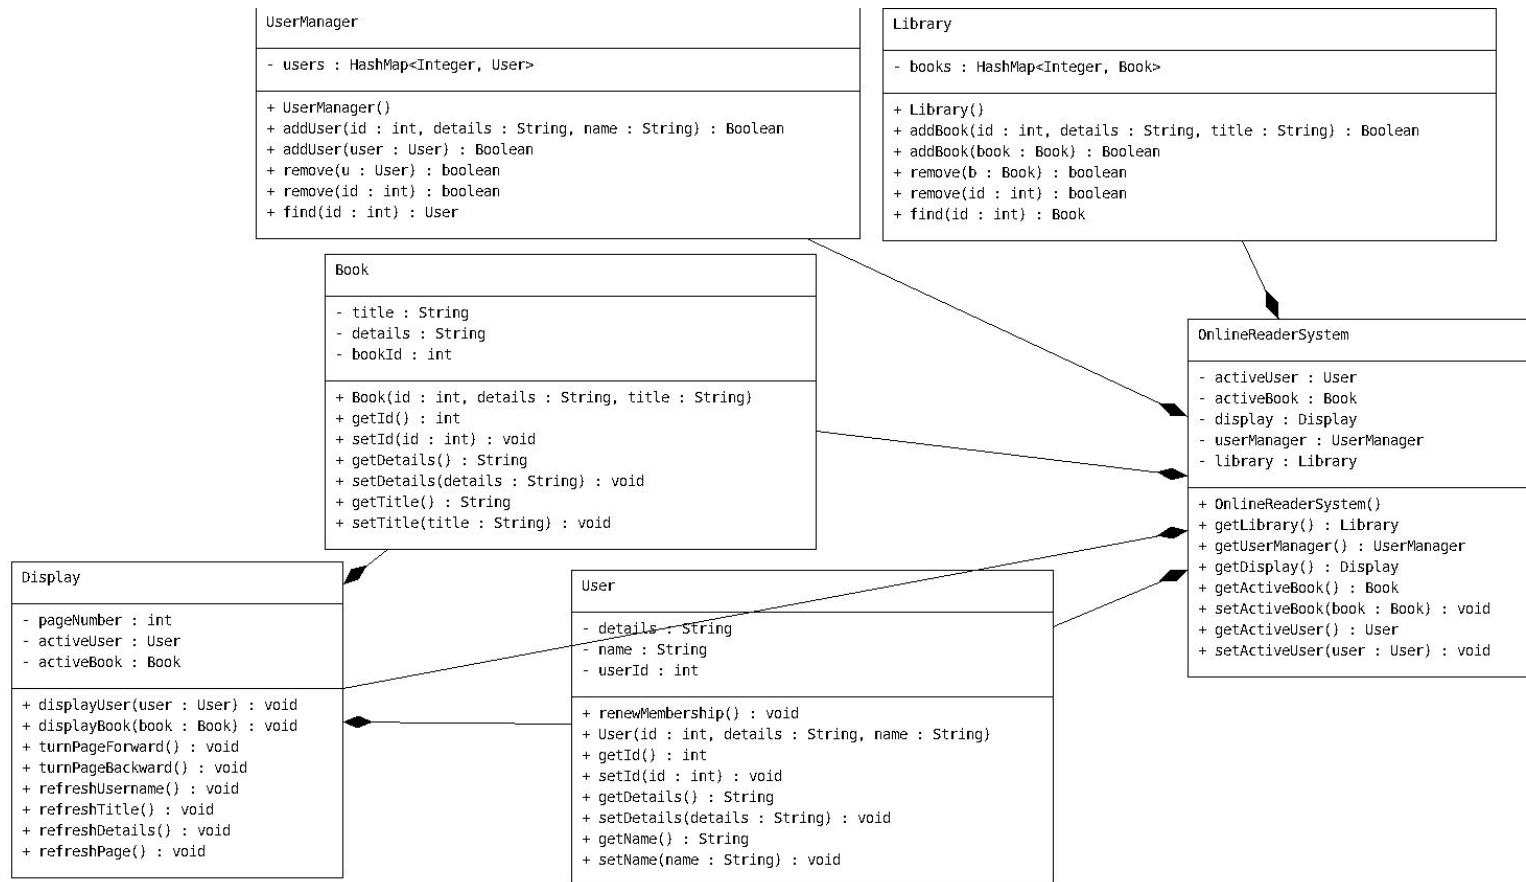 UserManager
- users : HashMap<Integer, User>
+ UserManager()
+ addUser(id : int, details : String, name : String) : Boolean
+ addUser(user : User) : Boolean
+ remove(u : User) : boolean
+ remove(id : int) : boolean
+ find(id : int) : User
Library
- books : HashMap<Integer, Book>
+ Library()
+ addBook(id : int, details : String, title : String) : Boolean
+ addBook(book : Book) : Boolean
+ remove(b : Book) : boolean
+ remove(id : int) : boolean
+ find(id : int) : Book
Book
- title : String
- details : String
- bookId : int
+ Book(id : int, details : String, title : String)
+ getId() : int
+ setId(id : int) : void
+ getDetails() : String
+ setDetails(details : String) : void
+ getTitle() : String
+ setTitle(title : String) : void
OnlineReaderSystem
- activeUser : User
- activeBook : Book
- display : Display
- userManager : UserManager
- library : Library
+ OnlineReaderSystem()
+ getLibrary() : Library
+ getUserManager() : UserManager
+ getDisplay() : Display
+ getActiveBook() : Book
+ setActiveBook(book : Book) : void
+ getActiveUser() : User
+ setActiveUser(user : User) : void
Display
- pageNumber : int
- activeUser : User
- activeBook : Book
+ displayUser(user : User) : void
+ displayBook(book : Book) : void
+ turnPageForward() : void
+ turnPageBackward() : void
+ refreshUsername() : void
+ refreshTitle() : void
+ refreshDetails() : void
+ refreshPage() : void
User
- details : String
- name : String
- userId : int
+ renewMembership() : void
+ User(id : int, details : String, name : String)
+ getId() : int
+ setId(id : int) : void
+ getDetails() : String
+ setDetails(details : String) : void
+ getName() : String
+ setName(name : String) : void